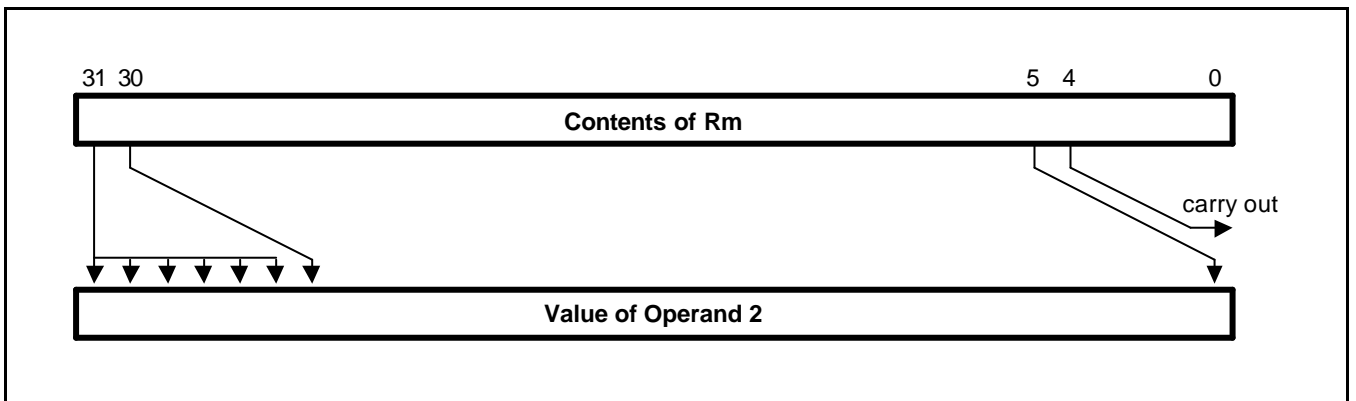 31 30 5 4 0
Contents of Rm
carry out
Value of Operand 2